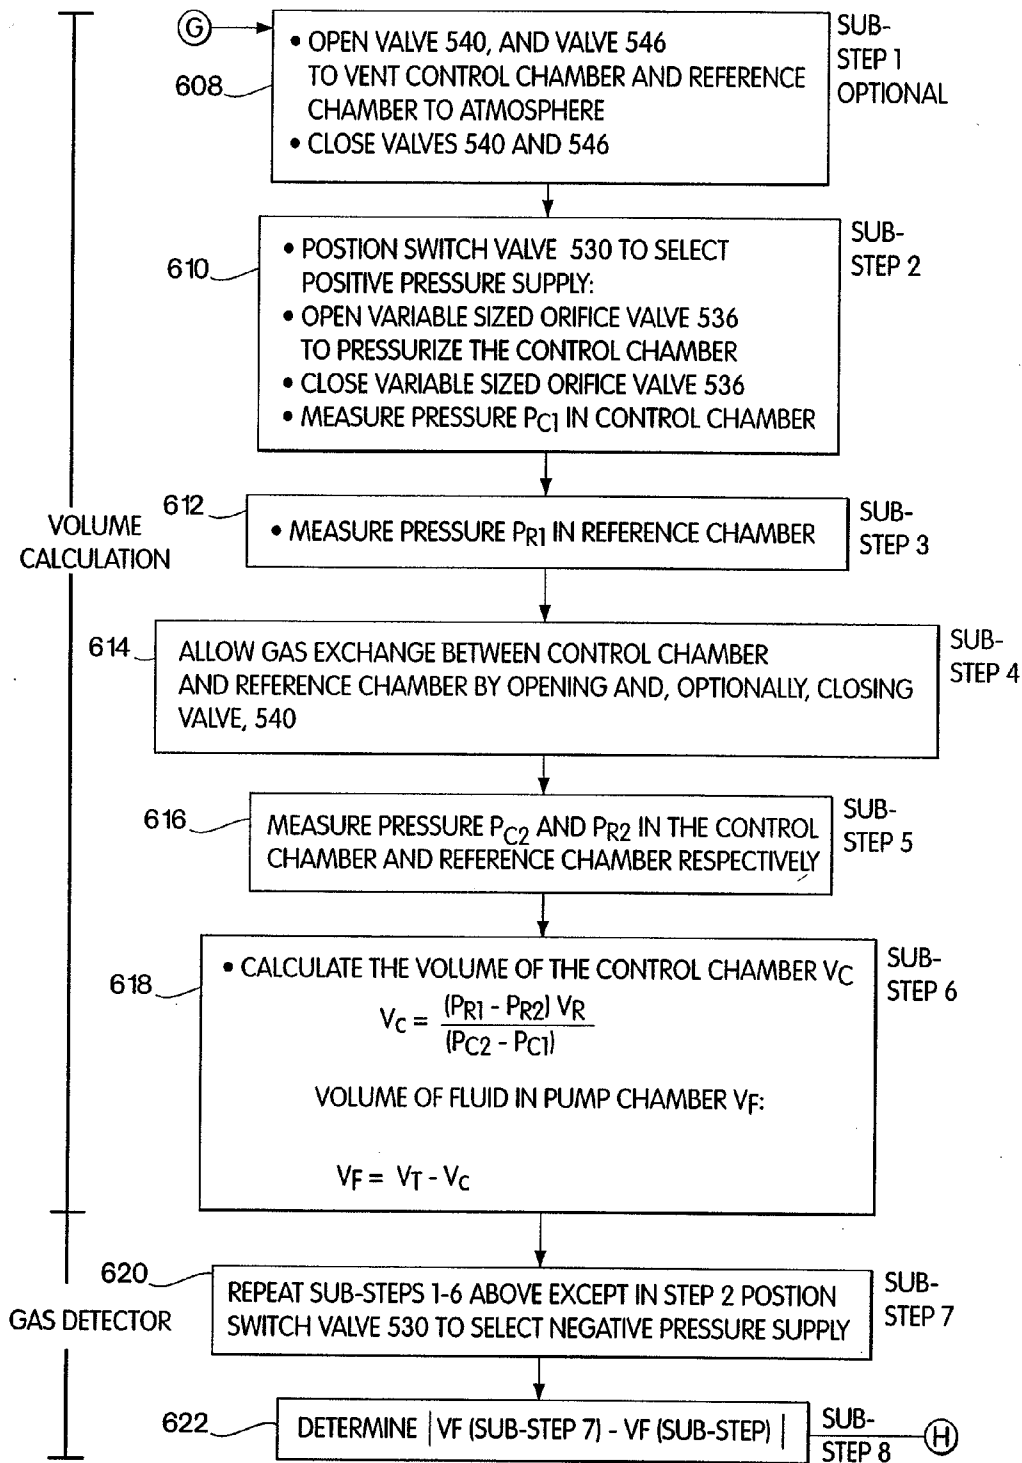 G
SUB-
STEP 1
OPTIONAL
608
• OPEN VALVE 540, AND VALVE 546
TO VENT CONTROL CHAMBER AND REFERENCE
CHAMBER TO ATMOSPHERE
• CLOSE VALVES 540 AND 546
SUB-
STEP 2
610
• POSTION SWITCH VALVE 530 TO SELECT
POSITIVE PRESSURE SUPPLY:
• OPEN VARIABLE SIZED ORIFICE VALVE 536
TO PRESSURIZE THE CONTROL CHAMBER
• CLOSE VARIABLE SIZED ORIFICE VALVE 536
• MEASURE PRESSURE PC1 IN CONTROL CHAMBER
612
• MEASURE PRESSURE PR1 IN REFERENCE CHAMBER
SUB-
STEP 3
VOLUME
CALCULATION
614
ALLOW GAS EXCHANGE BETWEEN CONTROL CHAMBER
AND REFERENCE CHAMBER BY OPENING AND, OPTIONALLY, CLOSING
VALVE, 540
SUB-
STEP 4
616
MEASURE PRESSURE PC2 AND PR2 IN THE CONTROL
CHAMBER AND REFERENCE CHAMBER RESPECTIVELY
SUB-
STEP 5
618
• CALCULATE THE VOLUME OF THE CONTROL CHAMBER VC
VC = (PR1 - PR2) VR
(PC2 - PC1)
VOLUME OF FLUID IN PUMP CHAMBER VF:
VF = VT - VC
SUB-
STEP 6
620
REPEAT SUB-STEPS 1-6 ABOVE EXCEPT IN STEP 2 POSTION
SWITCH VALVE 530 TO SELECT NEGATIVE PRESSURE SUPPLY
SUB-
STEP 7
GAS DETECTOR
622
DETERMINE | VF (SUB-STEP 7) - VF (SUB-STEP) |
SUB-
STEP 8
H